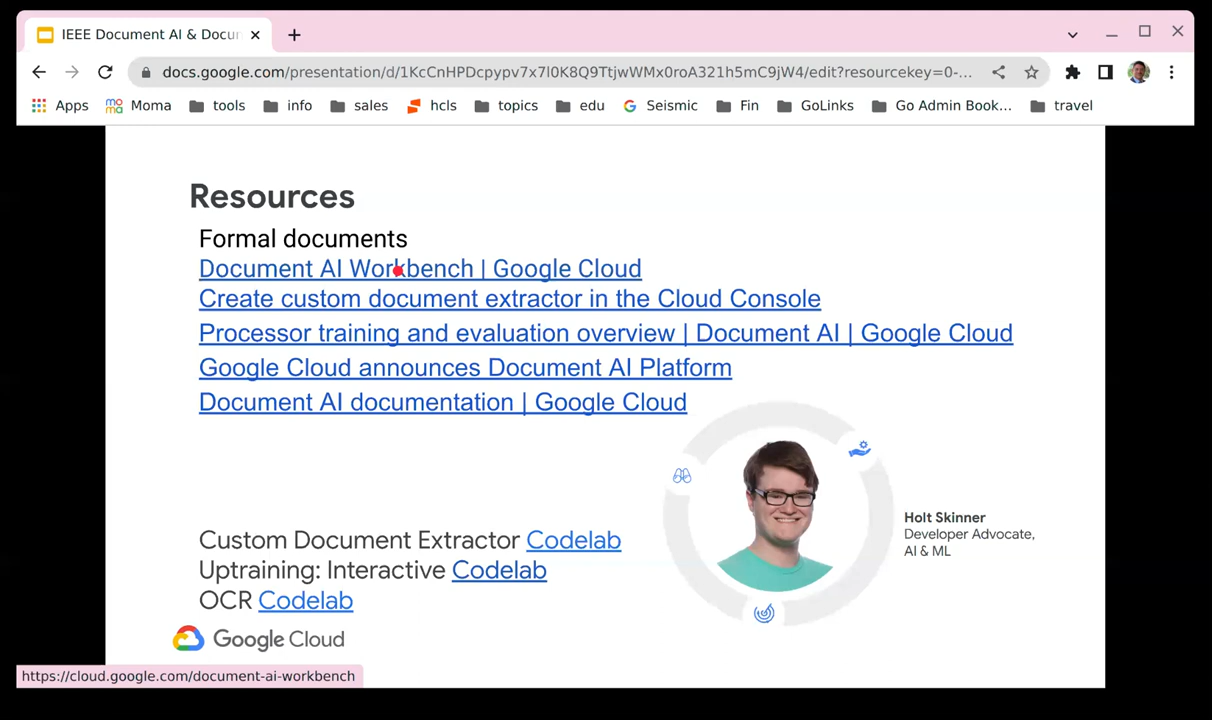 IEEE Document AI & Docum
docs.google.com/presentation/d/1KcCnHPDcpypv7x7l0K8Q9TtjwWMx0roA321h5mC9jW4/edit?resourcekey=0-...
Apps Moma tools info sales hcls topics edu Seismic Fin GoLinks Go Admin Book... travel
Resources
Formal documents
Document AI Workbench | Google Cloud
Create custom document extractor in the Cloud Console
Processor training and evaluation overview | Document AI | Google Cloud
Google Cloud announces Document AI Platform
Document AI documentation | Google Cloud
Holt Skinner
Developer Advocate,
AI & ML
Custom Document Extractor Codelab
Uptraining: Interactive Codelab
OCR Codelab
Google Cloud
https://cloud.google.com/document-ai-workbench